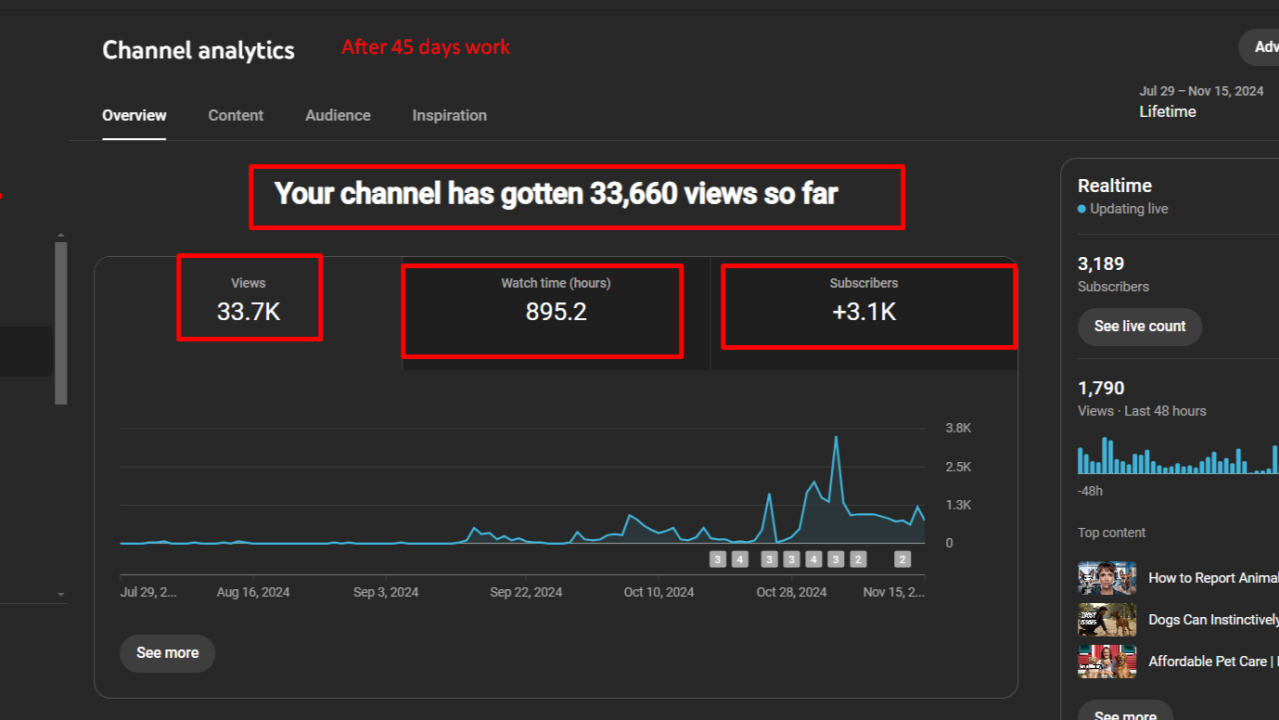 Channel analytics
After 45 days work
Jul 29 – Nov 15, 2024
Lifetime
Overview
Content
Audience
Inspiration
Your channel has gotten 33,660 views so far
Views
33.7K
Watch time (hours)
895.2
Subscribers
+3.1K
3.8K
2.5K
1.3K
0
3 4 3 3 4 3 2 2
Jul 29, 2...
Aug 16, 2024
Sep 3, 2024
Sep 22, 2024
Oct 10, 2024
Oct 28, 2024
Nov 15, 2...
See more
Realtime
Updating live
3,189
Subscribers
See live count
1,790
Views · Last 48 hours
-48h
Top content
How to Report Animal
Dogs Can Instinctively
Affordable Pet Care |
See more